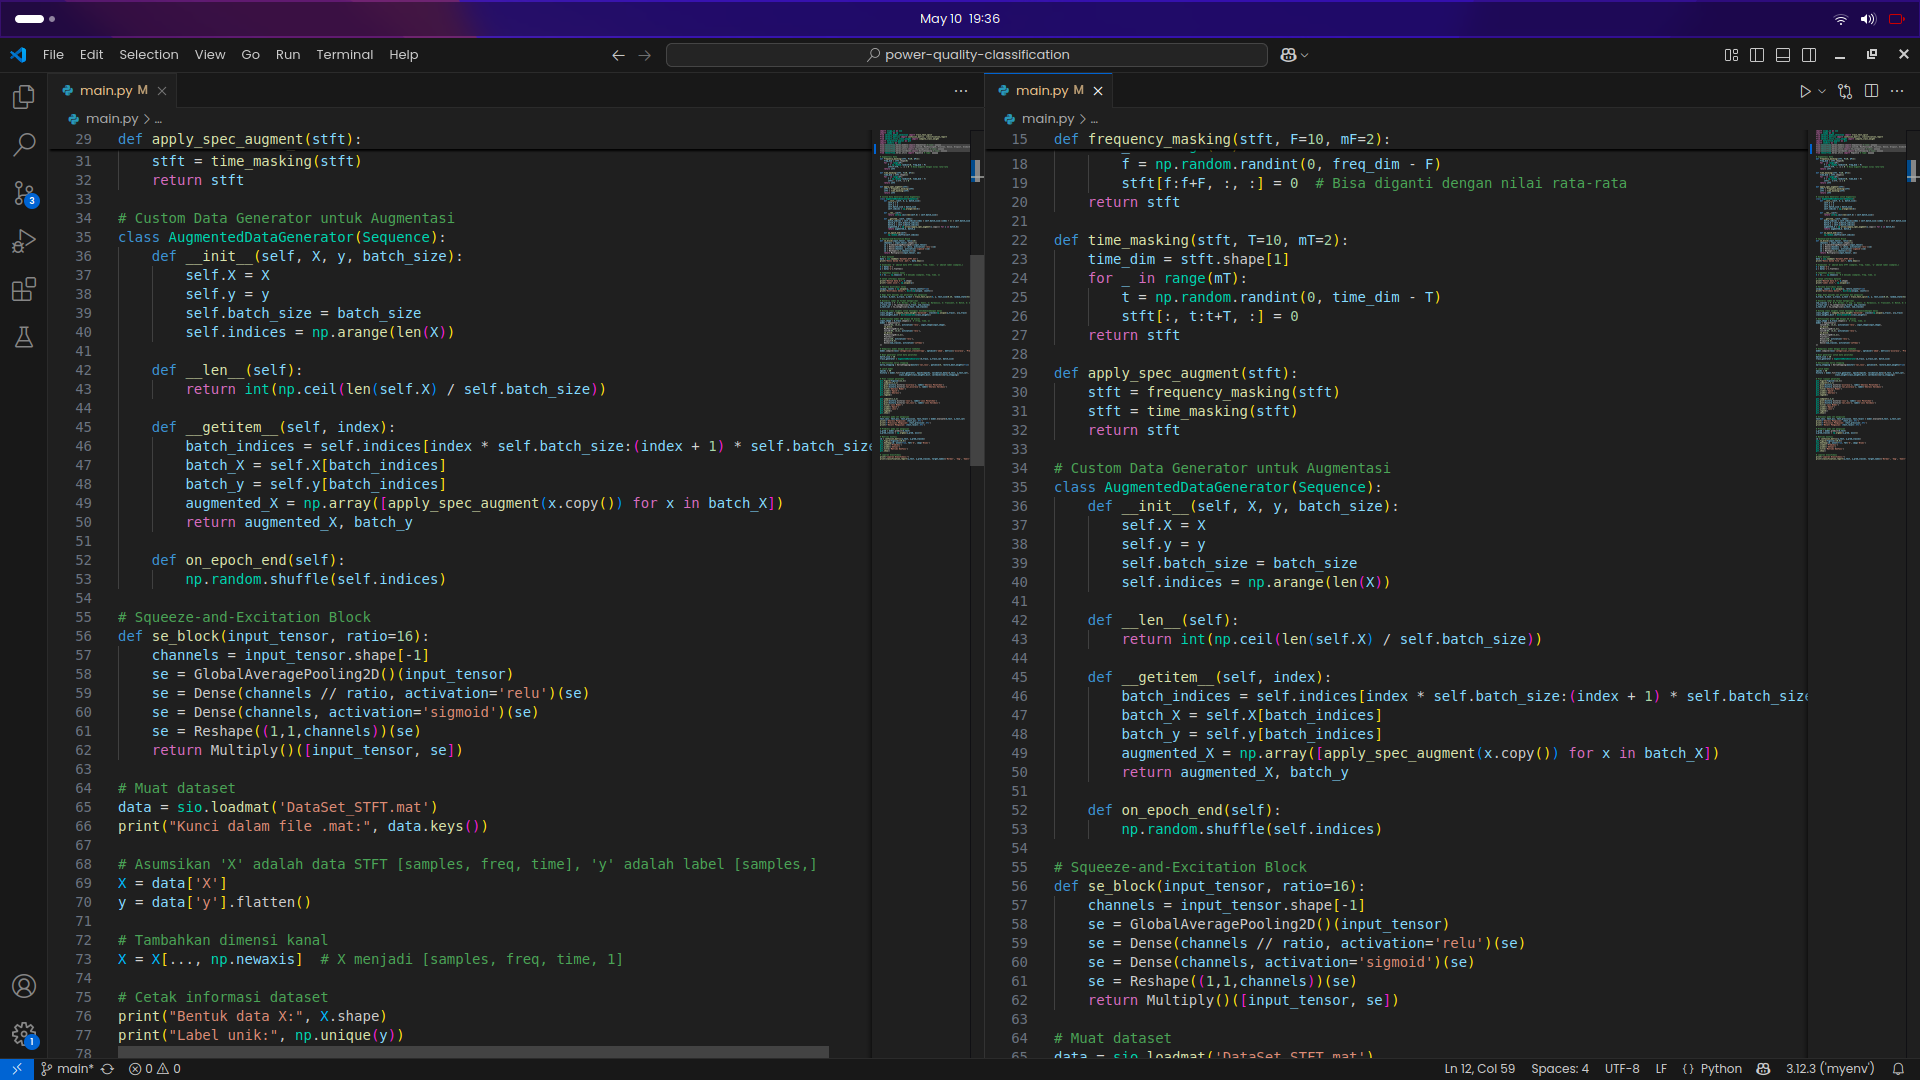 May 10 19:36
File Edit Selection View Go Run Terminal Help
power-quality-classification
main.py M
main.py > ...
29 def apply_spec_augment(stft):
31 stft = time_masking(stft)
32 return stft
33
34 # Custom Data Generator untuk Augmentasi
35 class AugmentedDataGenerator(Sequence):
36 def __init__(self, X, y, batch_size):
37 self.X = X
38 self.y = y
39 self.batch_size = batch_size
40 self.indices = np.arange(len(X))
41
42 def __len__(self):
43 return int(np.ceil(len(self.X) / self.batch_size))
44
45 def __getitem__(self, index):
46 batch_indices = self.indices[index * self.batch_size:(index + 1) * self.batch_size
47 batch_X = self.X[batch_indices]
48 batch_y = self.y[batch_indices]
49 augmented_X = np.array([apply_spec_augment(x.copy()) for x in batch_X])
50 return augmented_X, batch_y
51
52 def on_epoch_end(self):
53 np.random.shuffle(self.indices)
54
55 # Squeeze-and-Excitation Block
56 def se_block(input_tensor, ratio=16):
57 channels = input_tensor.shape[-1]
58 se = GlobalAveragePooling2D()(input_tensor)
59 se = Dense(channels // ratio, activation='relu')(se)
60 se = Dense(channels, activation='sigmoid')(se)
61 se = Reshape((1,1,channels))(se)
62 return Multiply()([input_tensor, se])
63
64 # Muat dataset
65 data = sio.loadmat('DataSet_STFT.mat')
66 print("Kunci dalam file .mat:", data.keys())
67
68 # Asumsikan 'X' adalah data STFT [samples, freq, time], 'y' adalah label [samples,]
69 X = data['X']
70 y = data['y'].flatten()
71
72 # Tambahkan dimensi kanal
73 X = X[..., np.newaxis]  # X menjadi [samples, freq, time, 1]
74
75 # Cetak informasi dataset
76 print("Bentuk data X:", X.shape)
77 print("Label unik:", np.unique(y))
78
main.py M
main.py > ...
15 def frequency_masking(stft, F=10, mF=2):
18 f = np.random.randint(0, freq_dim - F)
19 stft[f:f+F, :, :] = 0  # Bisa diganti dengan nilai rata-rata
20 return stft
21
22 def time_masking(stft, T=10, mT=2):
23 time_dim = stft.shape[1]
24 for _ in range(mT):
25 t = np.random.randint(0, time_dim - T)
26 stft[:, t:t+T, :] = 0
27 return stft
28
29 def apply_spec_augment(stft):
30 stft = frequency_masking(stft)
31 stft = time_masking(stft)
32 return stft
33
34 # Custom Data Generator untuk Augmentasi
35 class AugmentedDataGenerator(Sequence):
36 def __init__(self, X, y, batch_size):
37 self.X = X
38 self.y = y
39 self.batch_size = batch_size
40 self.indices = np.arange(len(X))
41
42 def __len__(self):
43 return int(np.ceil(len(self.X) / self.batch_size))
44
45 def __getitem__(self, index):
46 batch_indices = self.indices[index * self.batch_size:(index + 1) * self.batch_size
47 batch_X = self.X[batch_indices]
48 batch_y = self.y[batch_indices]
49 augmented_X = np.array([apply_spec_augment(x.copy()) for x in batch_X])
50 return augmented_X, batch_y
51
52 def on_epoch_end(self):
53 np.random.shuffle(self.indices)
54
55 # Squeeze-and-Excitation Block
56 def se_block(input_tensor, ratio=16):
57 channels = input_tensor.shape[-1]
58 se = GlobalAveragePooling2D()(input_tensor)
59 se = Dense(channels // ratio, activation='relu')(se)
60 se = Dense(channels, activation='sigmoid')(se)
61 se = Reshape((1,1,channels))(se)
62 return Multiply()([input_tensor, se])
63
64 # Muat dataset
65 data = sio.loadmat('DataSet_STFT.mat')
3
1
main* 0 0
Ln 12, Col 59 Spaces: 4 UTF-8 LF { } Python 3.12.3 ('myenv')